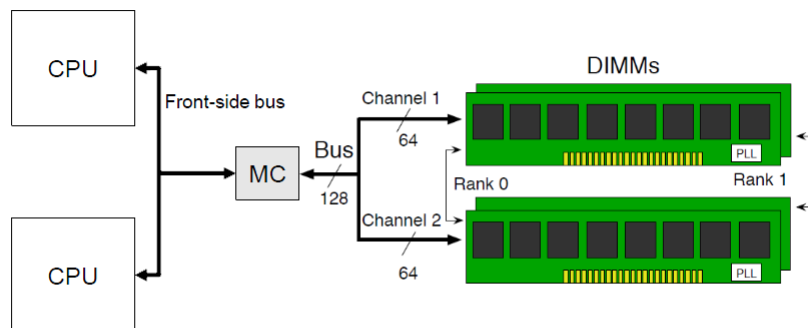 CPU
Front-side bus
MC
Bus
128
Channel 1
64
DIMMs
PLL
Rank 0
Rank 1
Channel 2
64
PLL
CPU